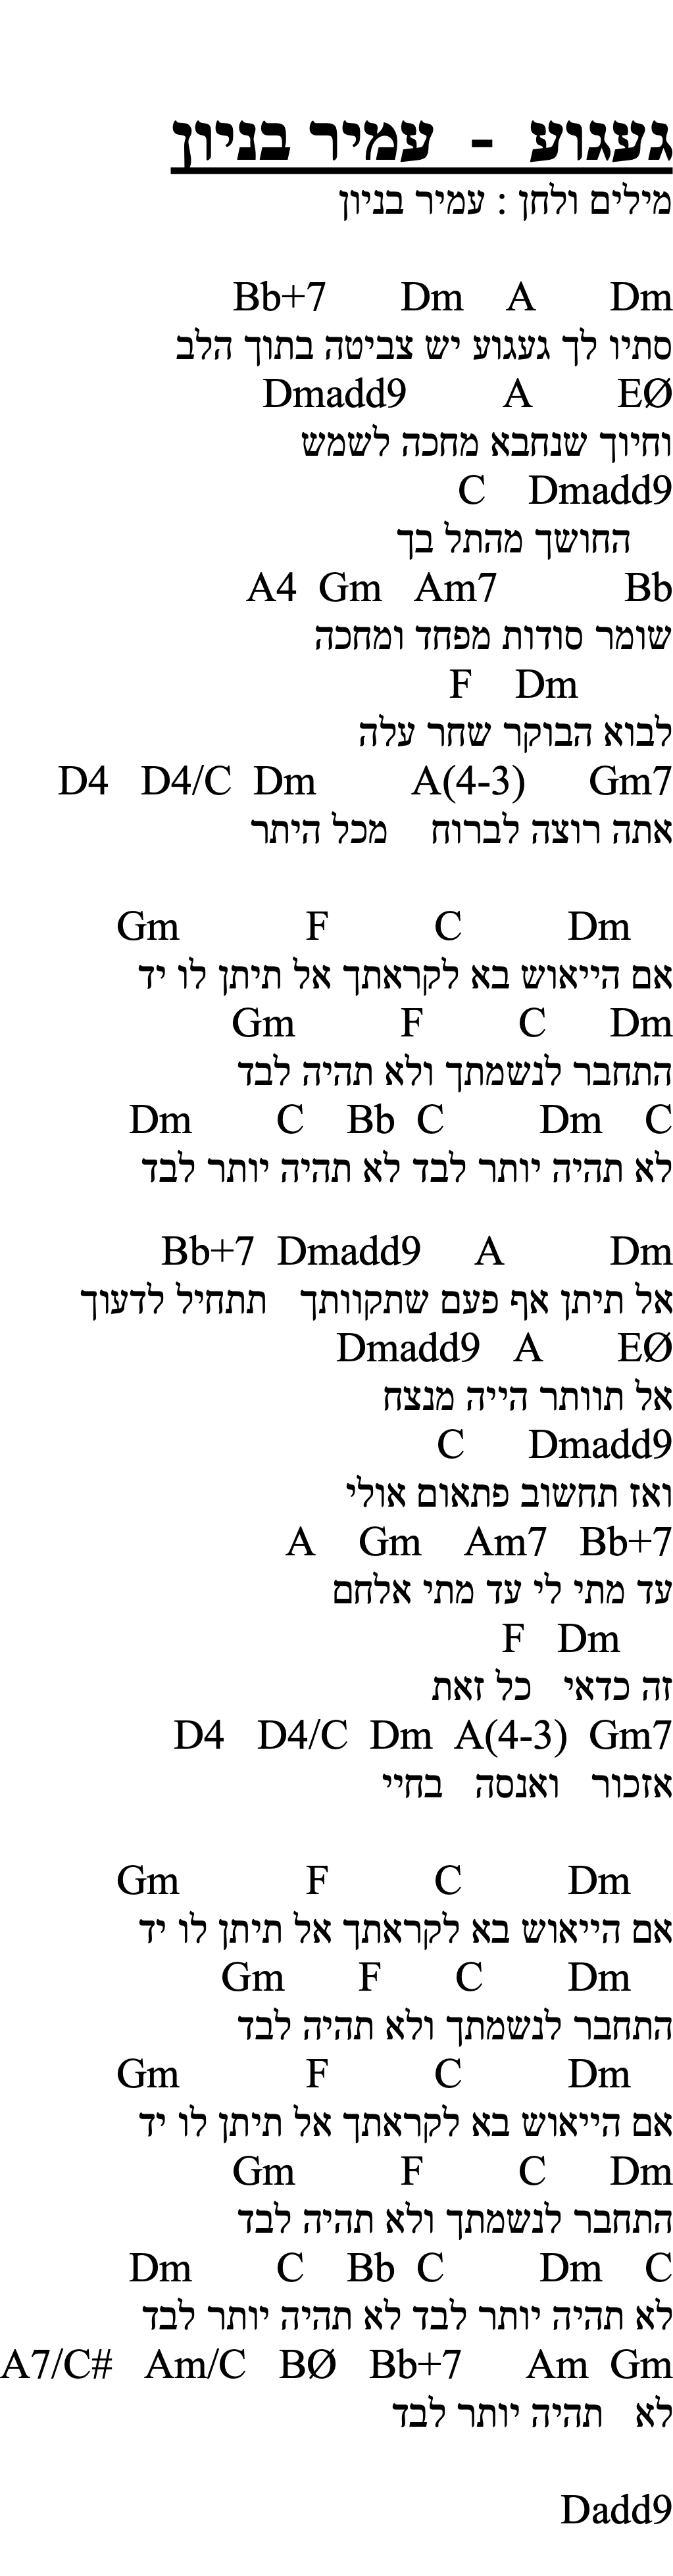 געגוע - עמיר בניון
מילים ולחן : עמיר בניון
Bb+7 Dm A Dm
סתיו לך געגוע יש צביטה בתוך הלב
Dmadd9 A EØ
וחיוך שנחבא מחכה לשמש
C Dmadd9
החושך מהתל בך
A4 Gm Am7 Bb
שומר סודות מפחד ומחכה
F Dm
לבוא הבוקר שחר עלה
D4 D4/C Dm A(4-3) Gm7
אתה רוצה לברוח מכל היתר
Gm F C Dm
אם הייאוש בא לקראתך אל תיתן לו יד
Gm F C Dm
התחבר לנשמתך ולא תהיה לבד
Dm C Bb C Dm C
לא תהיה יותר לבד לא תהיה יותר לבד
Bb+7 Dmadd9 A Dm
אל תיתן אף פעם שתקוותך תתחיל לדעוך
Dmadd9 A EØ
אל תוותר הייה מנצח
C Dmadd9
ואז תחשוב פתאום אולי
A Gm Am7 Bb+7
עד מתי לי עד מתי אלחם
F Dm
זה כדאי כל זאת
D4 D4/C Dm A(4-3) Gm7
אזכור ואנסה בחיי
Gm F C Dm
אם הייאוש בא לקראתך אל תיתן לו יד
Gm F C Dm
התחבר לנשמתך ולא תהיה לבד
Gm F C Dm
אם הייאוש בא לקראתך אל תיתן לו יד
Gm F C Dm
התחבר לנשמתך ולא תהיה לבד
Dm C Bb C Dm C
לא תהיה יותר לבד לא תהיה יותר לבד
A7/C# Am/C BØ Bb+7 Am Gm
לא תהיה יותר לבד
Dadd9